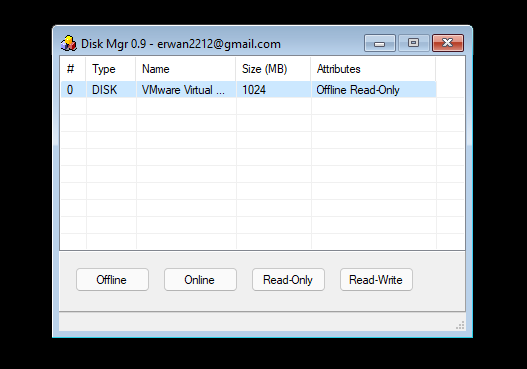 Disk Mgr 0.9 - erwan2212@gmail.com
# Type Name Size (MB) Attributes
0 DISK VMware Virtual ... 1024 Offline Read-Only
Offline Online Read-Only Read-Write